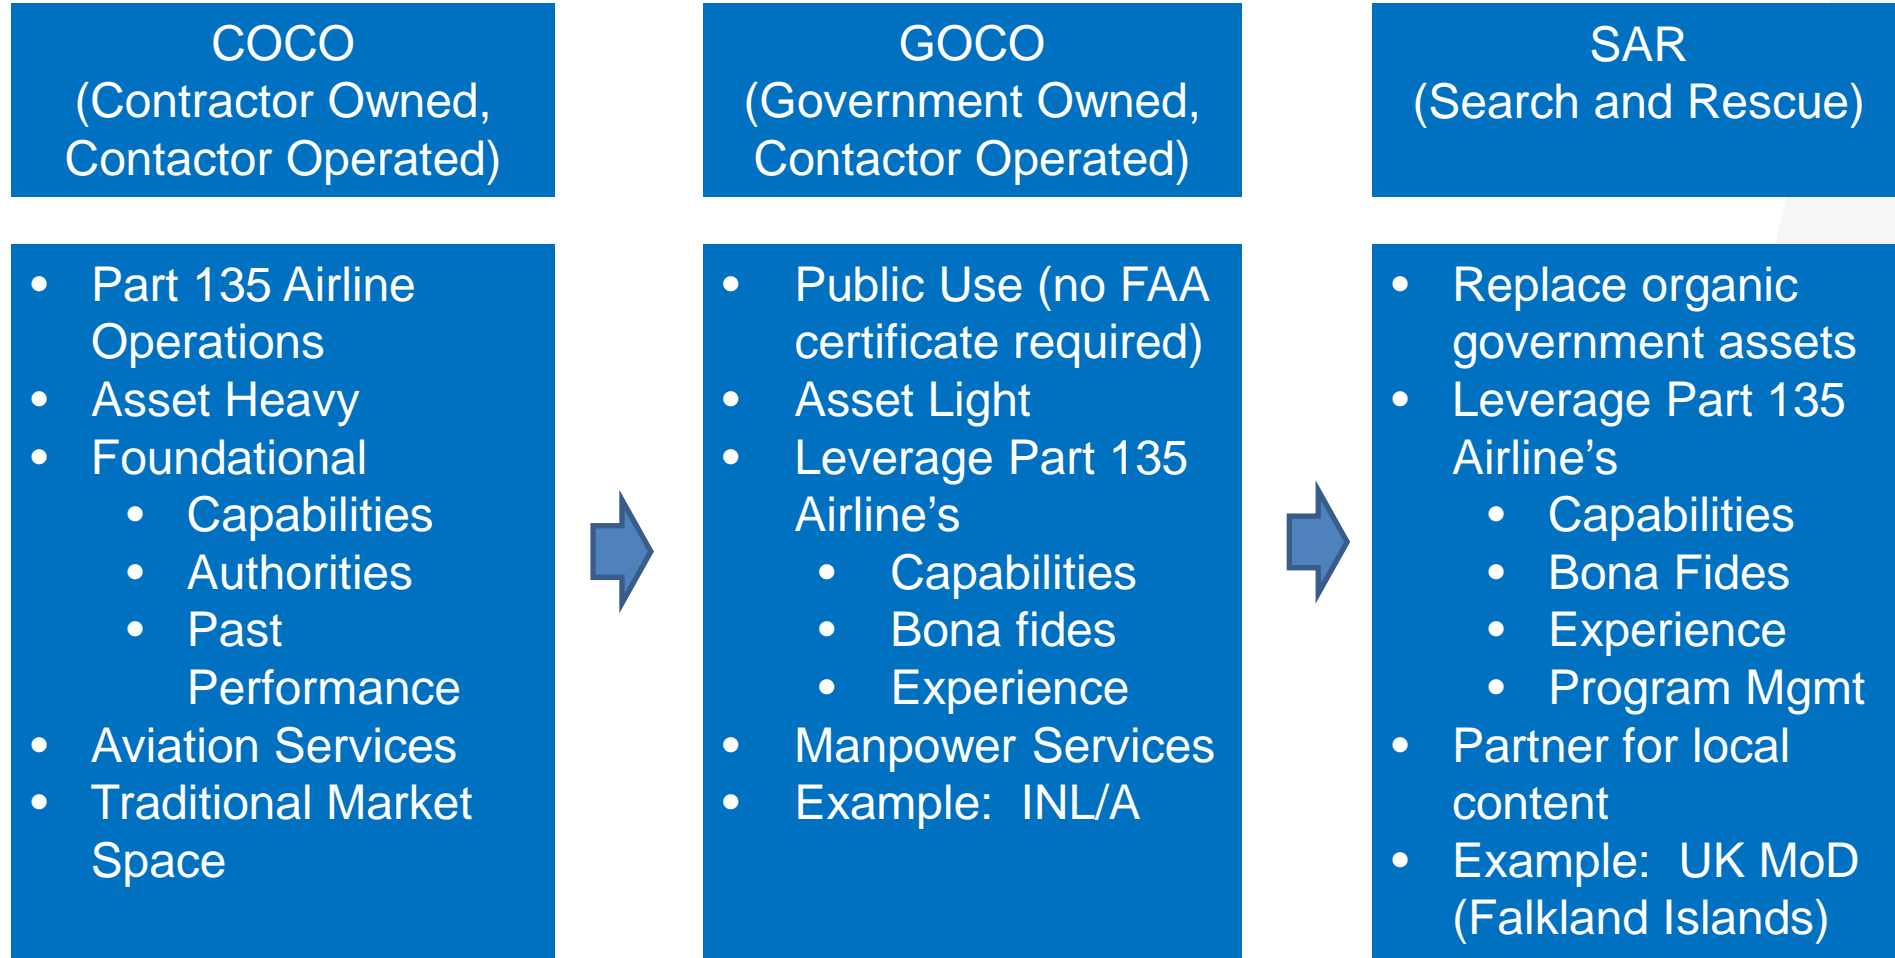 COCO
(Contractor Owned,
Contactor Operated)
• Part 135 Airline
Operations
• Asset Heavy
• Foundational
• Capabilities
• Authorities
• Past
Performance
• Aviation Services
• Traditional Market
Space
GOCO
(Government Owned,
Contactor Operated)
• Public Use (no FAA
certificate required)
• Asset Light
• Leverage Part 135
Airline’s
• Capabilities
• Bona fides
• Experience
• Manpower Services
• Example: INL/A
SAR
(Search and Rescue)
• Replace organic
government assets
• Leverage Part 135
Airline’s
• Capabilities
• Bona Fides
• Experience
• Program Mgmt
• Partner for local
content
• Example: UK MoD
(Falkland Islands)